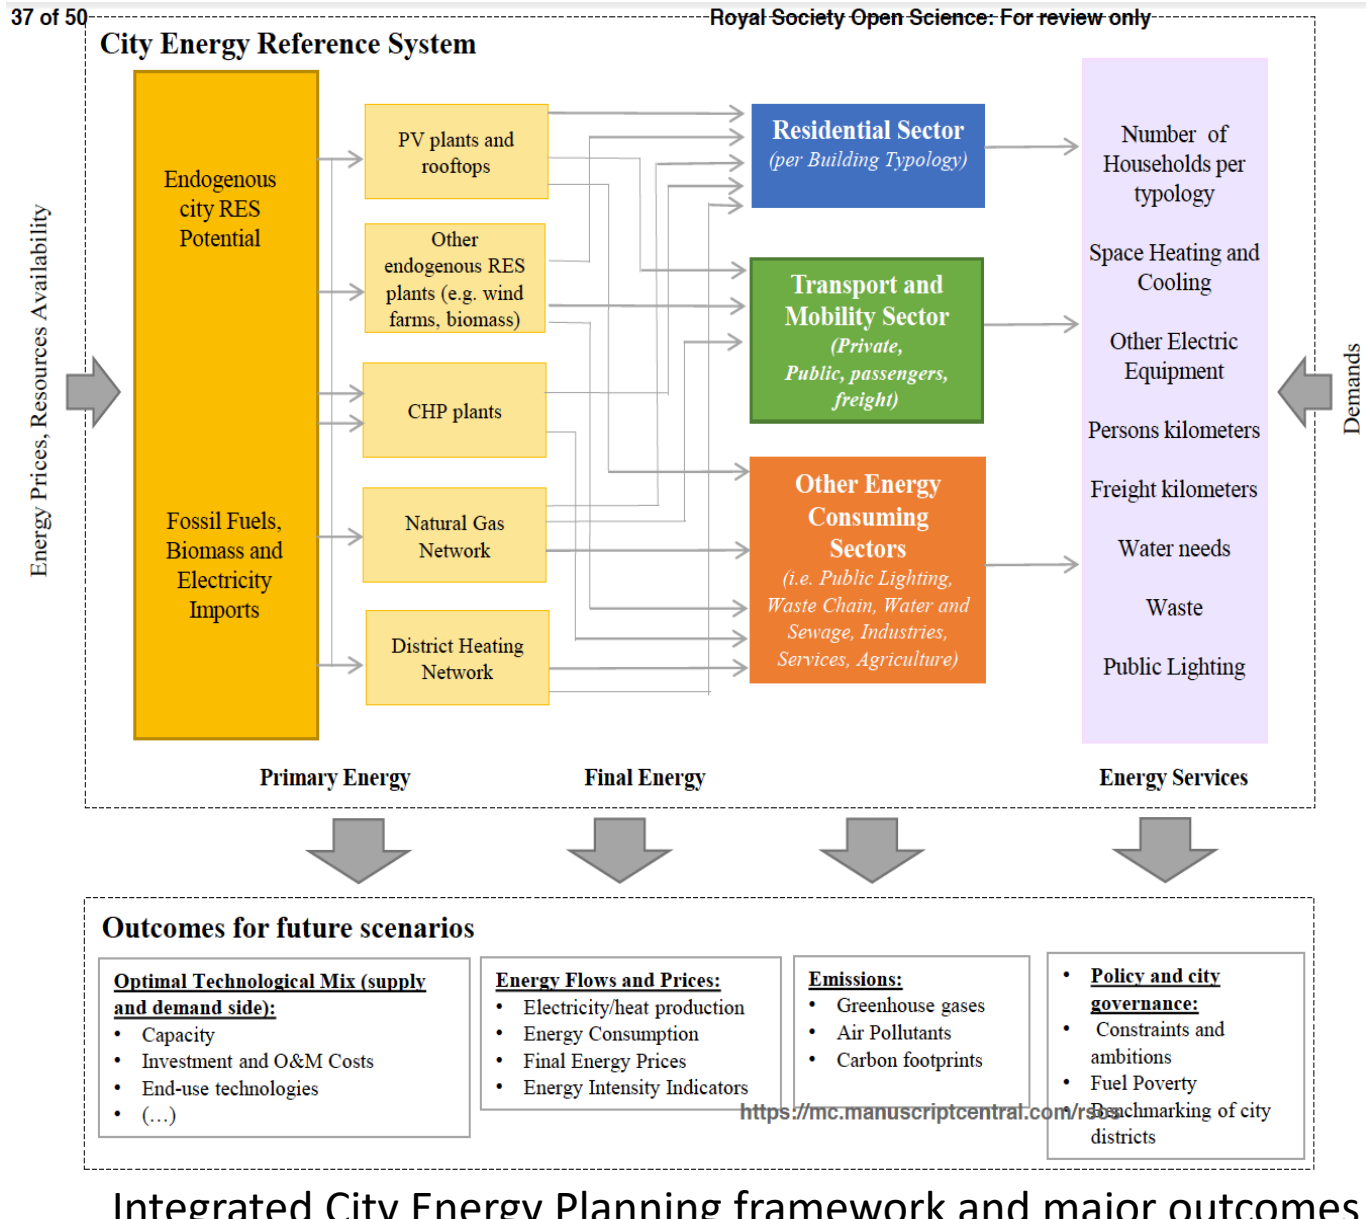 37 of 50
Royal Society Open Science: For review only
City Energy Reference System
Energy Prices, Resources Availability
Endogenous
city RES
Potential
Fossil Fuels,
Biomass and
Electricity
Imports
PV plants and
rooftops
Other
endogenous RES
plants (e.g. wind
farms, biomass)
CHP plants
Natural Gas
Network
District Heating
Network
Residential Sector
(per Building Typology)
Transport and
Mobility Sector
(Private,
Public, passengers,
freight)
Other Energy
Consuming
Sectors
(i.e. Public Lighting,
Waste Chain, Water and
Sewage, Industries,
Services, Agriculture)
Number of
Households per
typology
Space Heating and
Cooling
Other Electric
Equipment
Persons kilometers
Freight kilometers
Water needs
Waste
Public Lighting
Demands
Primary Energy
Final Energy
Energy Services
Outcomes for future scenarios
Optimal Technological Mix (supply
and demand side):
• Capacity
• Investment and O&M Costs
• End-use technologies
• (…)
Energy Flows and Prices:
• Electricity/heat production
• Energy Consumption
• Final Energy Prices
• Energy Intensity Indicators
Emissions:
• Greenhouse gases
• Air Pollutants
• Carbon footprints
• Policy and city
governance:
• Constraints and
ambitions
• Fuel Poverty
• Benchmarking of city
districts
https://mc.manuscriptcentral.com/rsos
Integrated City Energy Planning framework and major outcomes